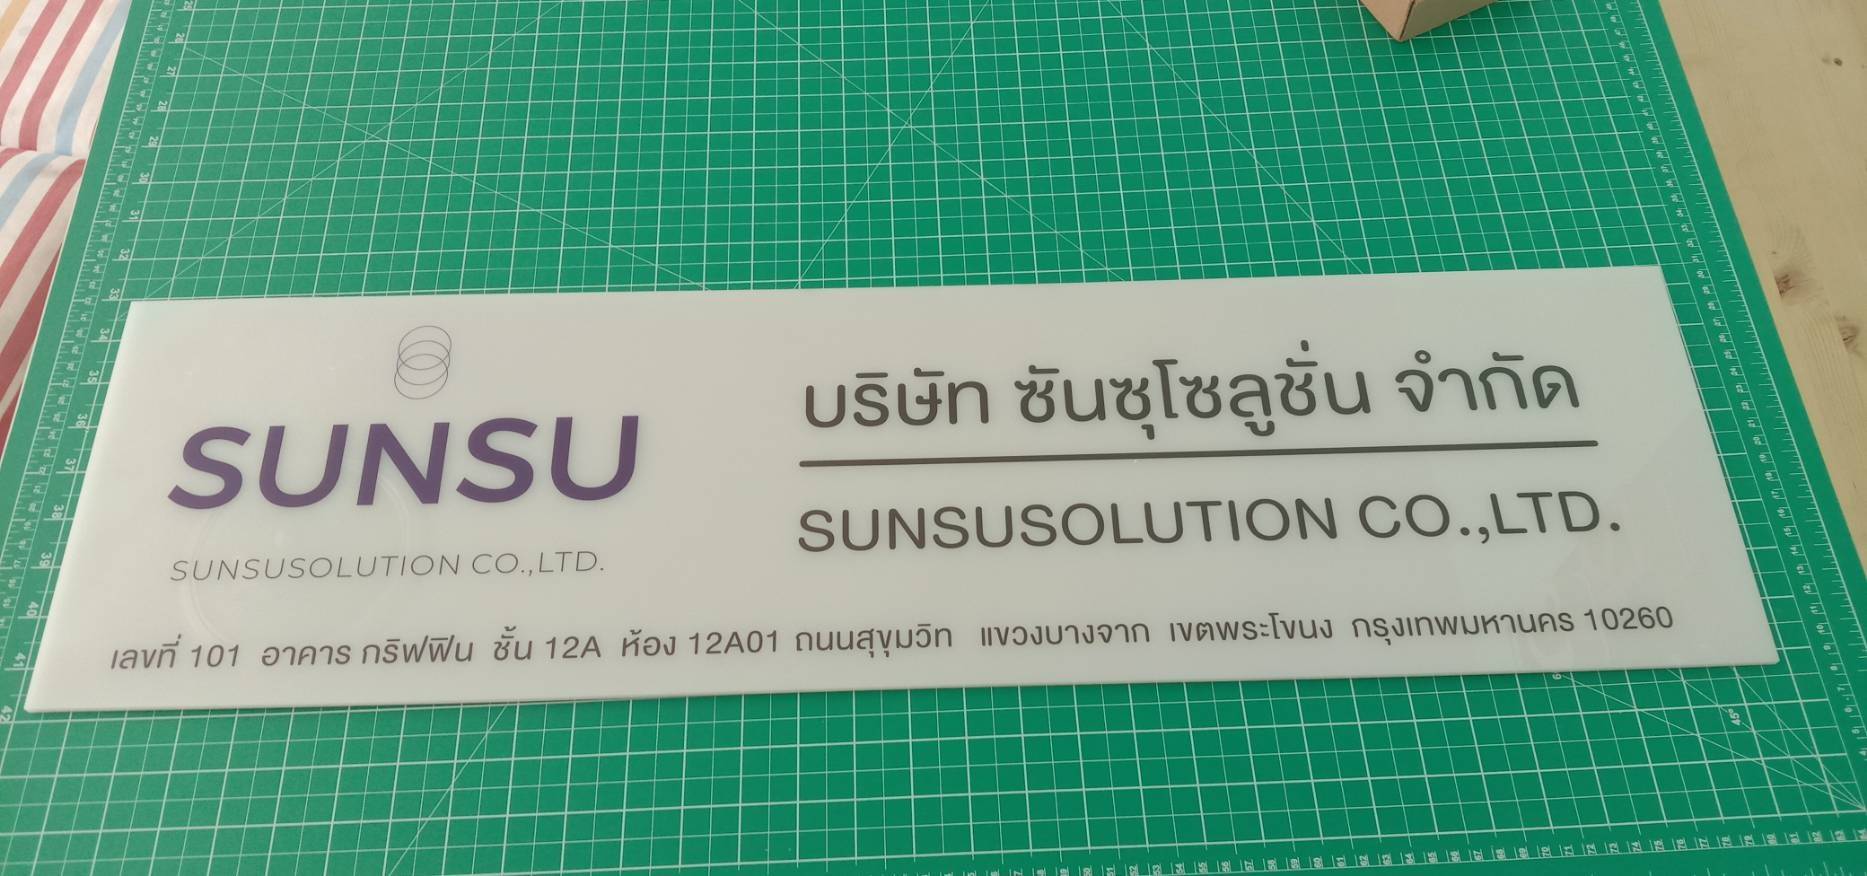 SUNSU
SUNSUSOLUTION CO.,LTD.
บริษัท ซันซุโซลูชั่น จำกัด
SUNSUSOLUTION CO.,LTD.
เลขที่ 101 อาคาร กริฟฟิน ชั้น 12A ห้อง 12A01 ถนนสุขุมวิท แขวงบางจาก เขตพระโขนง กรุงเทพมหานคร 10260